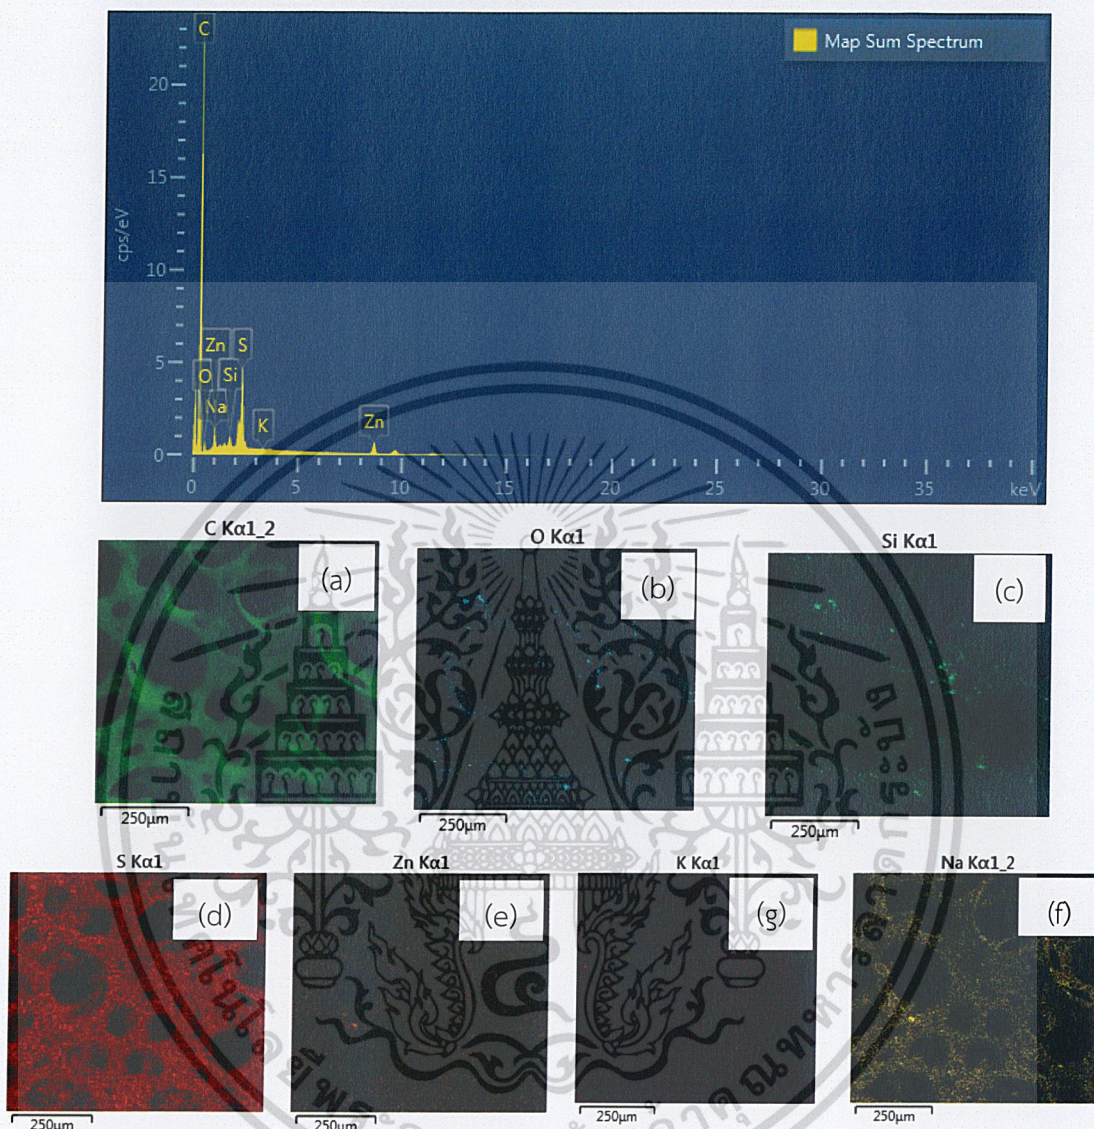 C
Map Sum Spectrum
20
15
cps/eV
10
Zn
S
5
O
Si
Na
K
Zn
0
0
5
10
15
20
25
30
35
keV
C Kα1_2
O Kα1
Si Kα1
(a)
(b)
(c)
250µm
250µm
250µm
S Kα1
Zn Kα1
K Kα1
Na Kα1_2
(d)
(e)
(g)
(f)
250µm
250µm
250µm
250µm